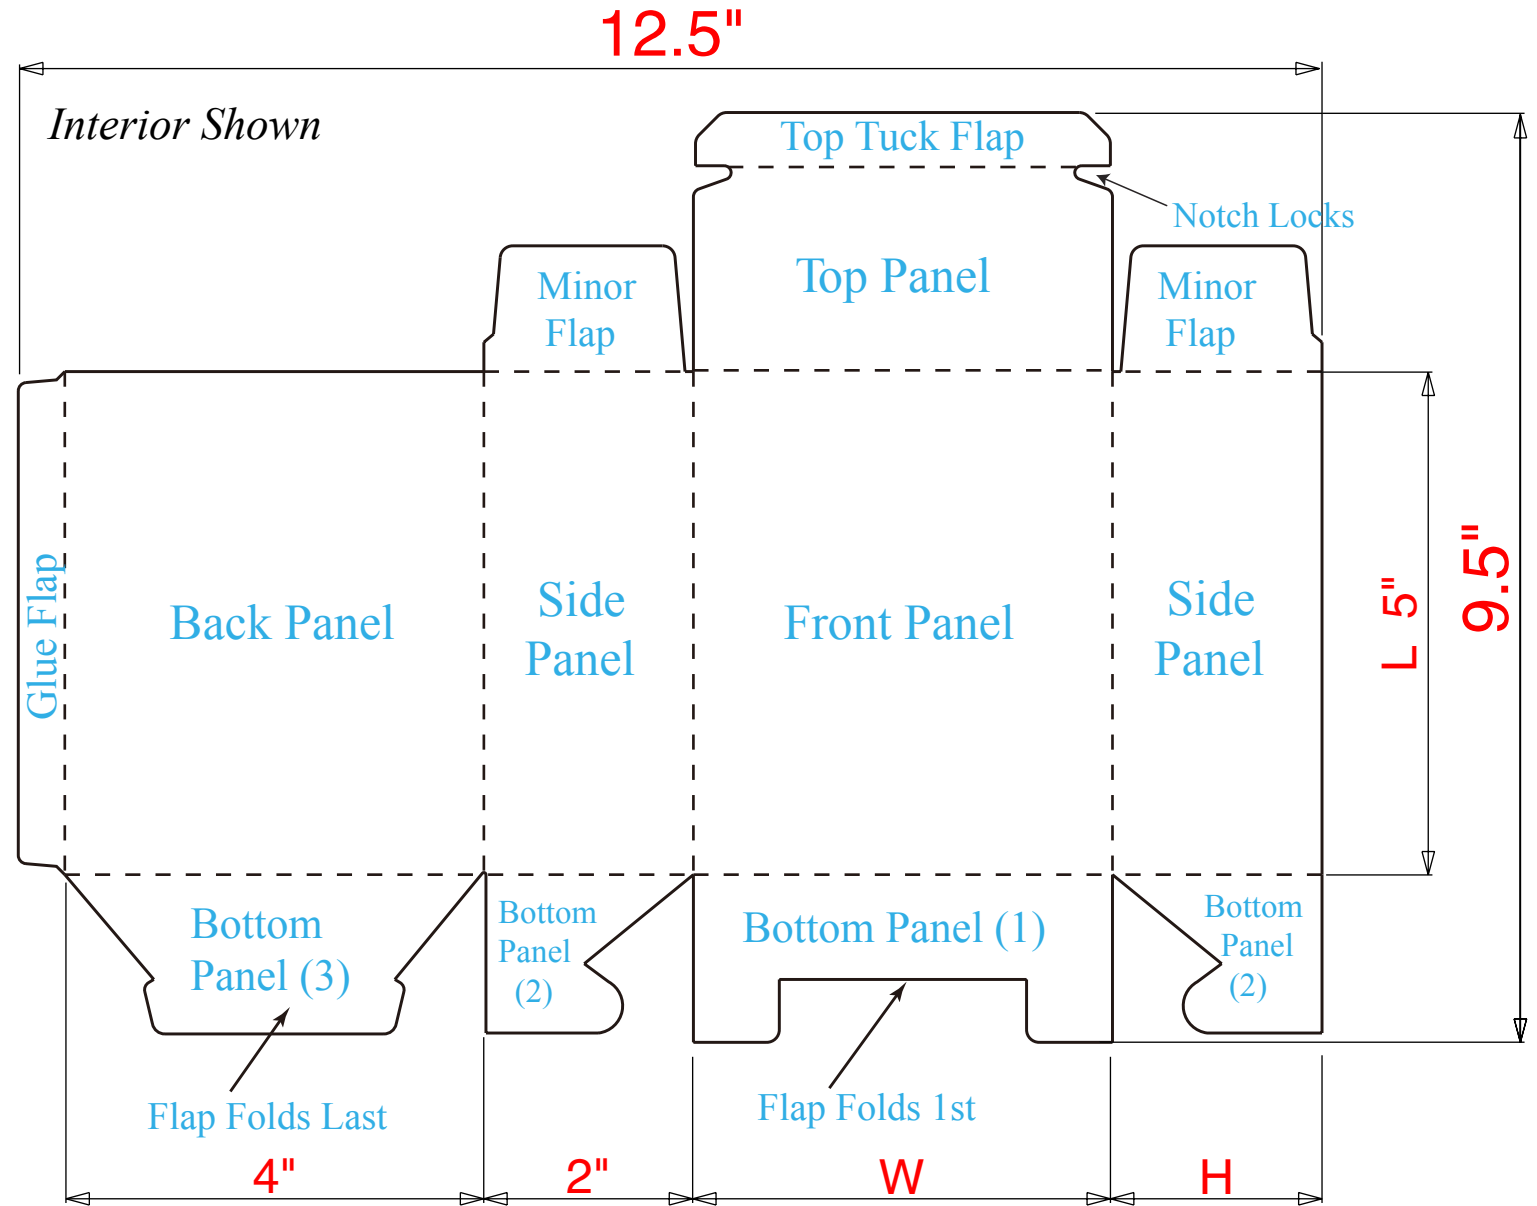 12.5"
Interior Shown
Top Tuck Flap
Notch Locks
Minor
Flap
Top Panel
Minor
Flap
Glue Flap
Back Panel
Side
Panel
Front Panel
Side
Panel
L 5"
9.5"
Bottom
Panel (3)
Bottom
Panel
(2)
Bottom Panel (1)
Bottom
Panel
(2)
Flap Folds Last
Flap Folds 1st
4"
2"
W
H